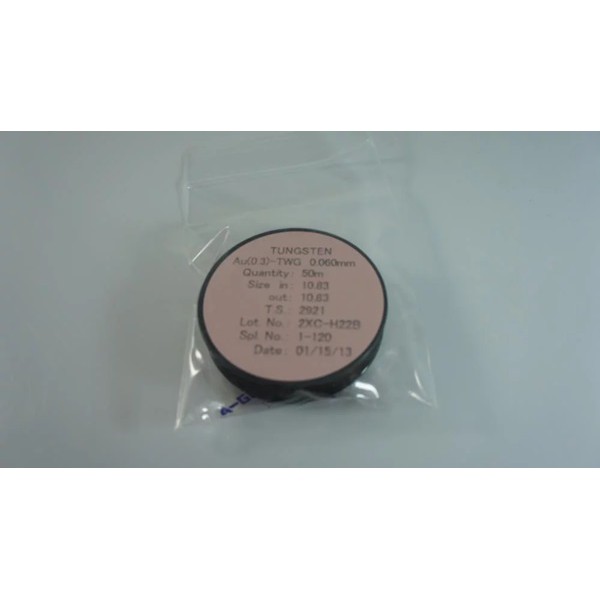 TUNGSTEN
Au(0.3)-TWG 0.060mm
Quantity: 50m
Size in: 10.83
out: 10.83
T.S.: 2921
Lot. No.: 2XC-H22B
Spl. No.: 1-120
Date: 01/15/13